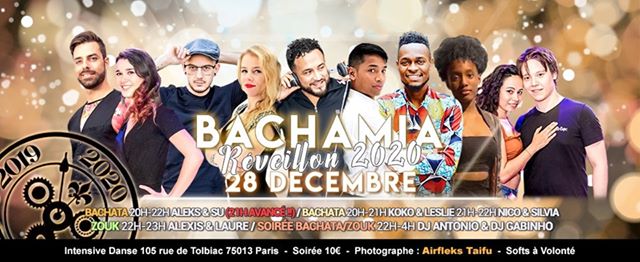 BACHAMIA
Réveillon 2020
28 DÉCEMBRE
2019 2020
BACHATA 20H-22H ALEKS & SU (21H AVANCÉ !!) / BACHATA 20H-21H KOKO & LESLIE 21H-22H NICO & SILVIA
ZOUK 22H-23H ALEXIS & LAURE / SOIRÉE BACHATA/ZOUK 22H-4H DJ ANTONIO & DJ GABINHO
Intensive Danse 105 rue de Tolbiac 75013 Paris - Soirée 10€ - Photographe : Airfleks Taifu - Softs à Volonté